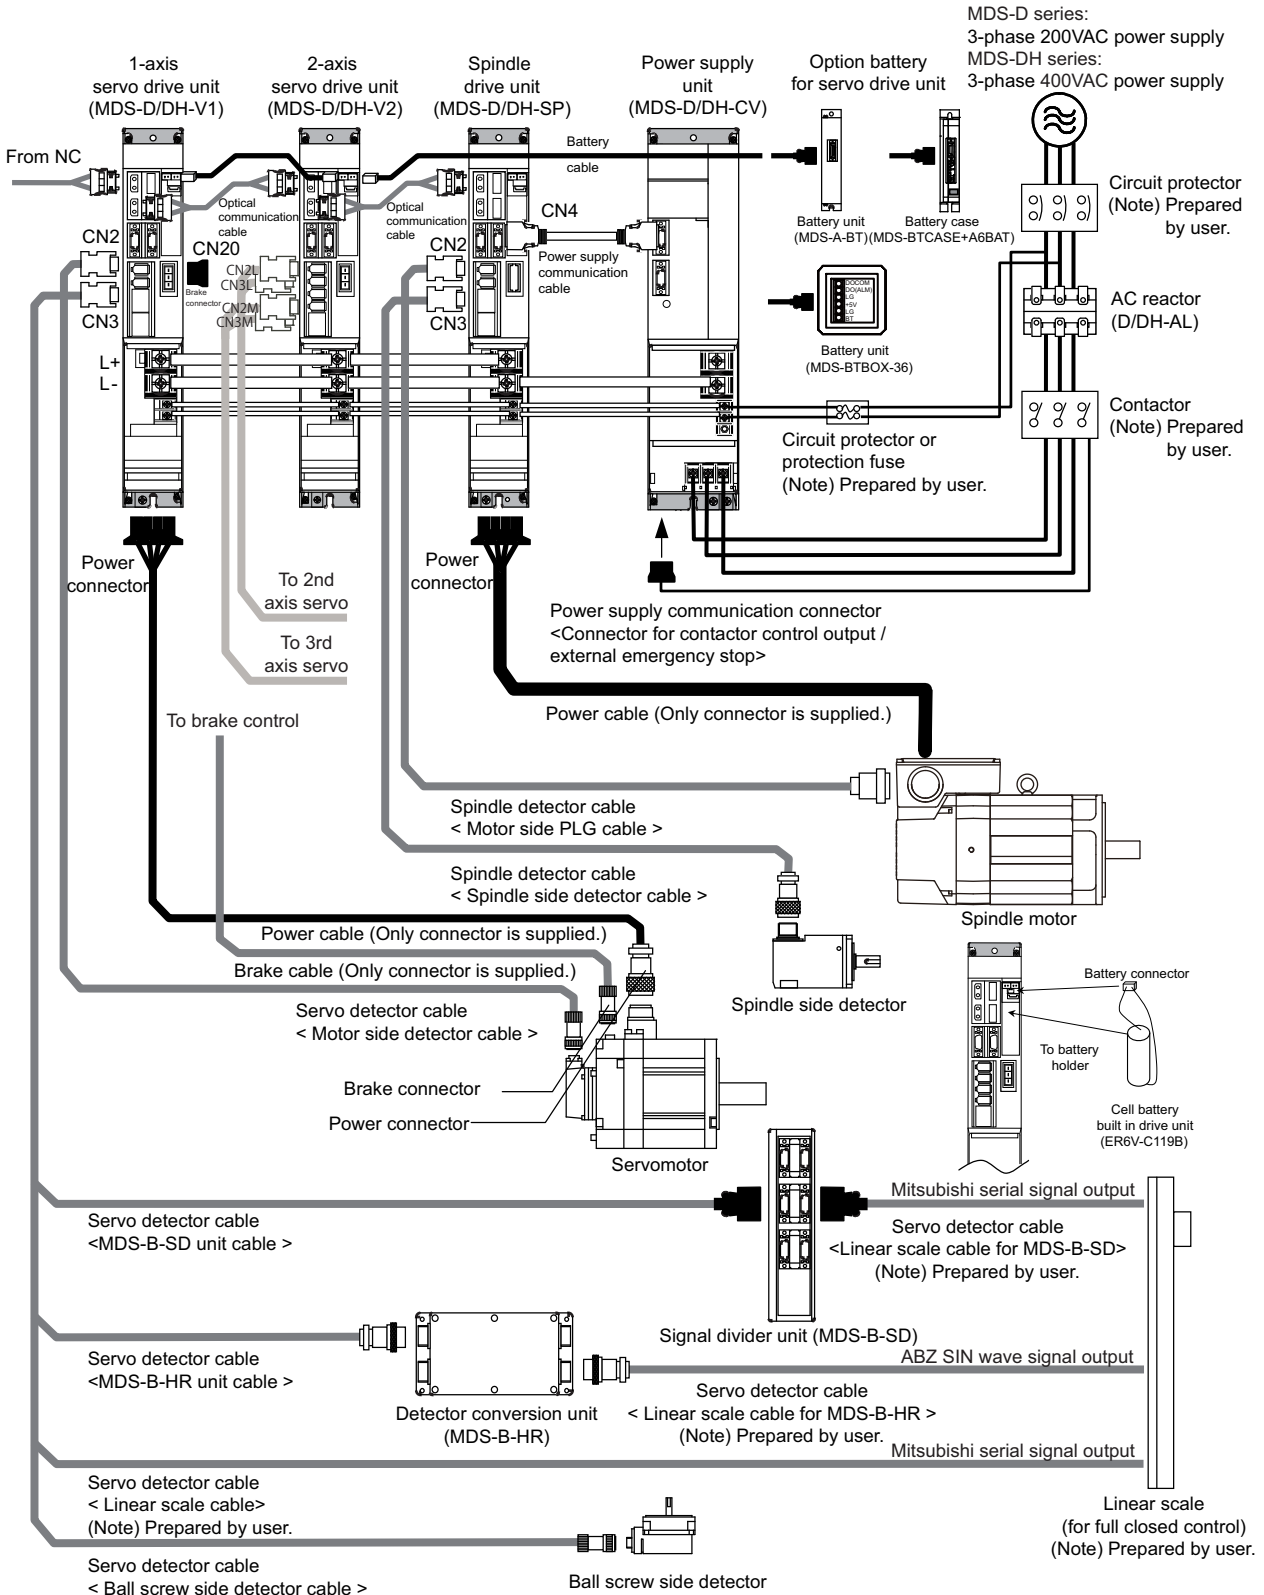 MDS-D series:
3-phase 200VAC power supply
MDS-DH series:
3-phase 400VAC power supply
1-axis
servo drive unit
(MDS-D/DH-V1)
2-axis
servo drive unit
(MDS-D/DH-V2)
Spindle
drive unit
(MDS-D/DH-SP)
Power supply
unit
(MDS-D/DH-CV)
Option battery
for servo drive unit
From NC
Battery
cable
Optical
communication
cable
Optical
communication
cable
CN4
Power supply
communication
cable
Battery unit
(MDS-A-BT)
Battery case
(MDS-BTCASE+A6BAT)
Circuit protector
(Note) Prepared
by user.
CN2
CN20
Brake
connector
CN3
CN2L
CN3L
CN2M
CN3M
CN2
CN3
DOCOM
DO(ALM)
LG
+5V
LG
BT
Battery unit
(MDS-BTBOX-36)
AC reactor
(D/DH-AL)
L+
L-
Contactor
(Note) Prepared
by user.
Circuit protector or
protection fuse
(Note) Prepared by user.
Power
connector
Power
connector
To 2nd
axis servo
To 3rd
axis servo
Power supply communication connector
<Connector for contactor control output /
external emergency stop>
To brake control
Power cable (Only connector is supplied.)
Spindle detector cable
< Motor side PLG cable >
Spindle detector cable
< Spindle side detector cable >
Spindle motor
Power cable (Only connector is supplied.)
Brake cable (Only connector is supplied.)
Servo detector cable
< Motor side detector cable >
Spindle side detector
Battery connector
To battery
holder
Cell battery
built in drive unit
(ER6V-C119B)
Brake connector
Power connector
Servomotor
Mitsubishi serial signal output
Servo detector cable
<MDS-B-SD unit cable >
Servo detector cable
<Linear scale cable for MDS-B-SD>
(Note) Prepared by user.
Signal divider unit (MDS-B-SD)
ABZ SIN wave signal output
Servo detector cable
<MDS-B-HR unit cable >
Servo detector cable
< Linear scale cable for MDS-B-HR >
(Note) Prepared by user.
Detector conversion unit
(MDS-B-HR)
Mitsubishi serial signal output
Servo detector cable
< Linear scale cable>
(Note) Prepared by user.
Linear scale
(for full closed control)
(Note) Prepared by user.
Servo detector cable
< Ball screw side detector cable >
Ball screw side detector